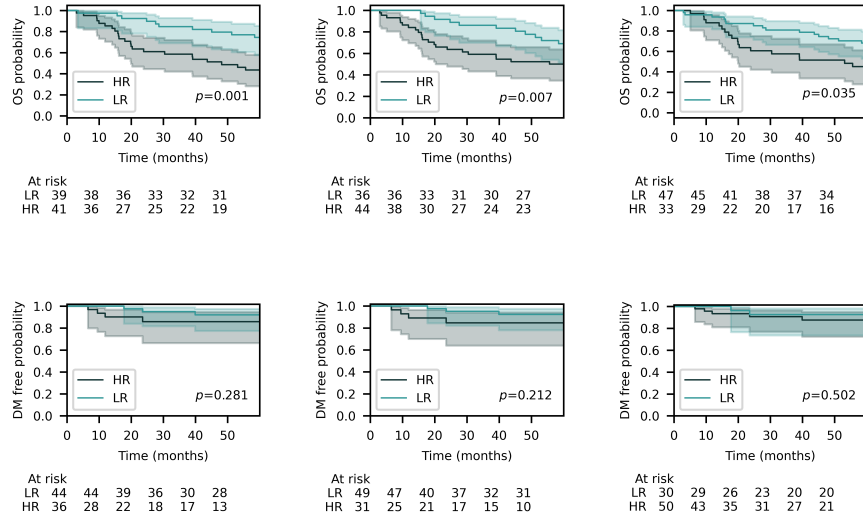 1.0
0.8
0.6
0.4
0.2
0.0
OS probability
HR
LR
p=0.001
0 10 20 30 40 50
Time (months)
At risk
LR 39 38 36 33 32 31
HR 41 36 27 25 22 19
1.0
0.8
0.6
0.4
0.2
0.0
OS probability
HR
LR
p=0.007
0 10 20 30 40 50
Time (months)
At risk
LR 36 36 33 31 30 27
HR 44 38 30 27 24 23
1.0
0.8
0.6
0.4
0.2
0.0
OS probability
HR
LR
p=0.035
0 10 20 30 40 50
Time (months)
At risk
LR 47 45 41 38 37 34
HR 33 29 22 20 17 16
1.0
0.8
0.6
0.4
0.2
0.0
DM free probability
HR
LR
p=0.281
0 10 20 30 40 50
Time (months)
At risk
LR 44 44 39 36 30 28
HR 36 28 22 18 17 13
1.0
0.8
0.6
0.4
0.2
0.0
DM free probability
HR
LR
p=0.212
0 10 20 30 40 50
Time (months)
At risk
LR 49 47 40 37 32 31
HR 31 25 21 17 15 10
1.0
0.8
0.6
0.4
0.2
0.0
DM free probability
HR
LR
p=0.502
0 10 20 30 40 50
Time (months)
At risk
LR 30 29 26 23 20 20
HR 50 43 35 31 27 21